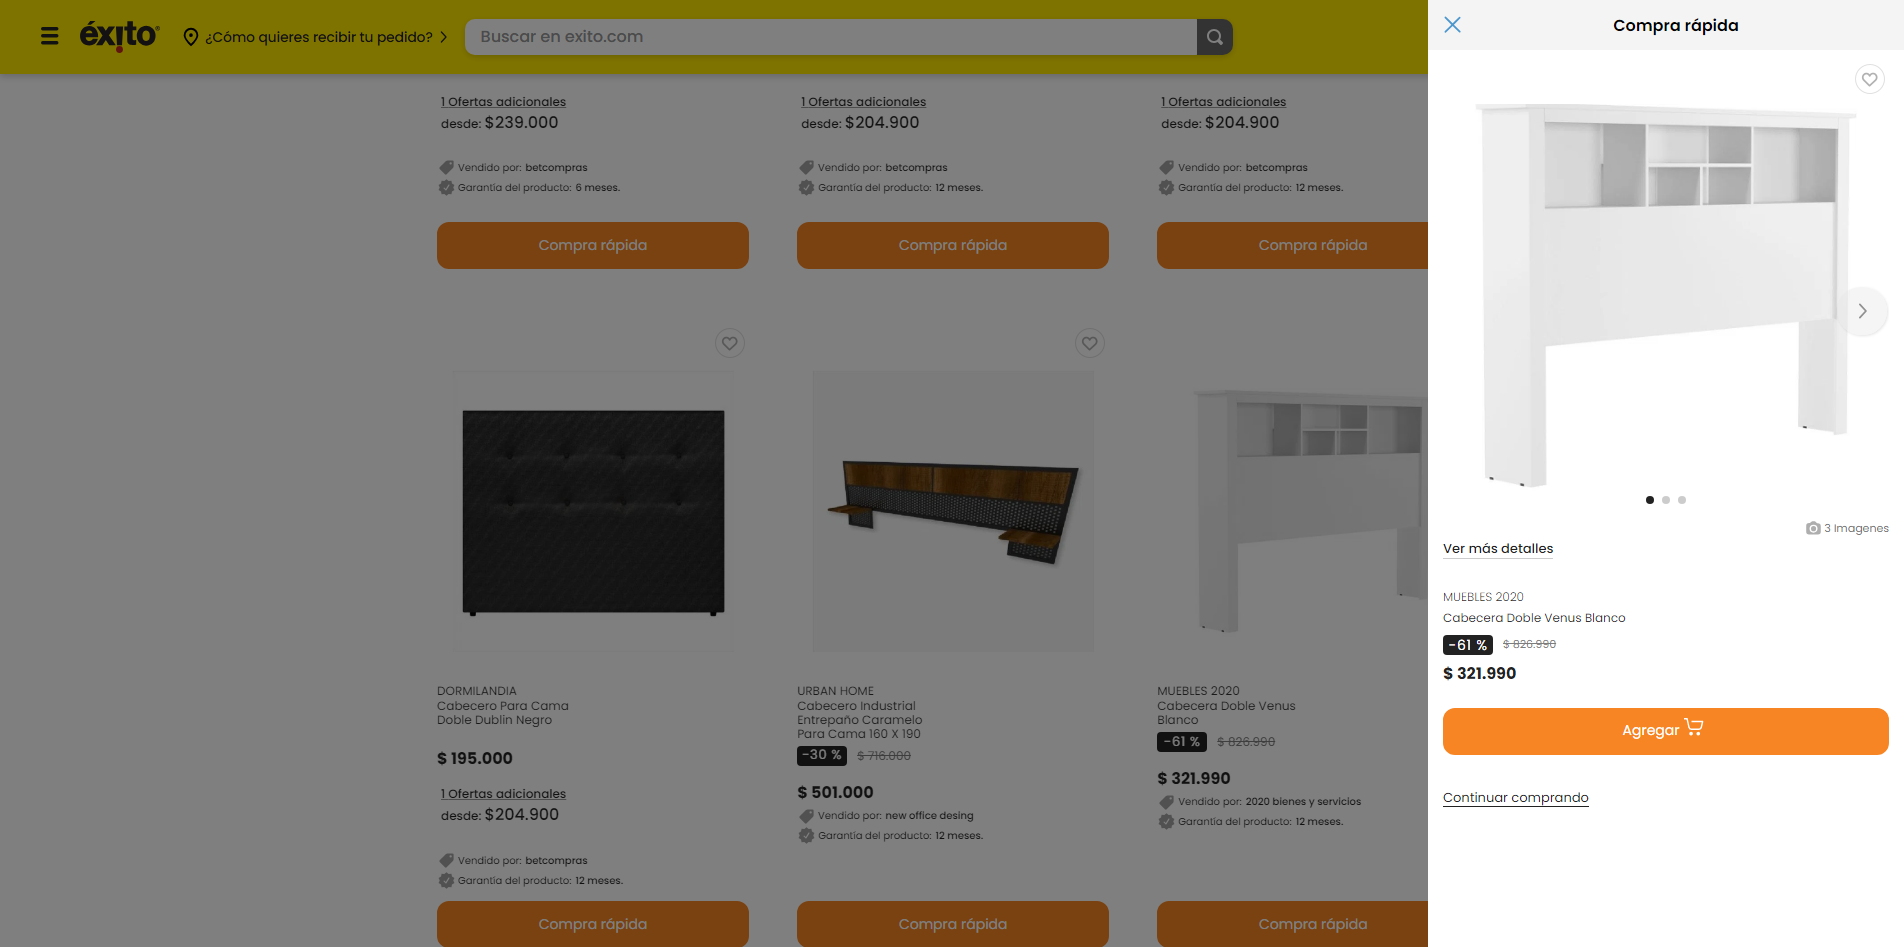 éxito
¿Cómo quieres recibir tu pedido?
Buscar en exito.com
1 Ofertas adicionales
desde: $239.000
Vendido por: betcompras
Garantía del producto: 6 meses.
Compra rápida
1 Ofertas adicionales
desde: $204.900
Vendido por: betcompras
Garantía del producto: 12 meses.
Compra rápida
1 Ofertas adicionales
desde: $204.900
Vendido por: betcompras
Garantía del producto: 12 meses.
Compra rápida
DORMILANDIA
Cabecero Para Cama
Doble Dublin Negro
$ 195.000
1 Ofertas adicionales
desde: $204.900
Vendido por: betcompras
Garantía del producto: 12 meses.
Compra rápida
URBAN HOME
Cabecero Industrial
Entrepaño Caramelo
Para Cama 160 X 190
-30 % $ 716.000
$ 501.000
Vendido por: new office desing
Garantía del producto: 12 meses.
Compra rápida
MUEBLES 2020
Cabecera Doble Venus
Blanco
-61 % $ 826.990
$ 321.990
Vendido por: 2020 bienes y servicios
Garantía del producto: 12 meses.
Compra rápida
Compra rápida
3 Imagenes
Ver más detalles
MUEBLES 2020
Cabecera Doble Venus Blanco
-61 % $ 826.990
$ 321.990
Agregar
Continuar comprando